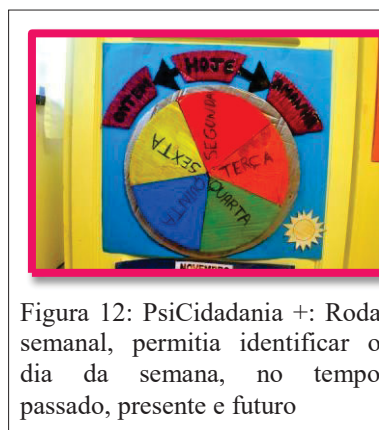 HOJE
ONTEM
AMANHÃ
SEGUNDA
TERÇA
QUARTA
QUINTA
SEXTA
NOVEMBRO
Figura 12: PsiCidadania +: Roda
semanal, permitia identificar o
dia da semana, no tempo
passado, presente e futuro